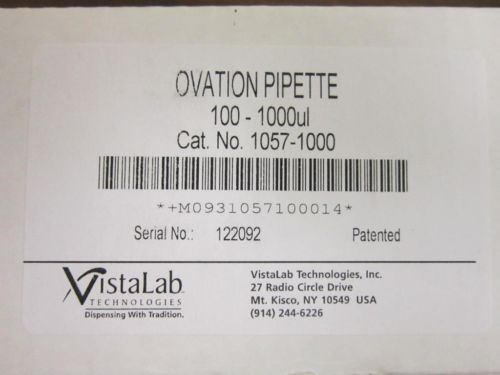 OVATION PIPETTE
100 - 1000ul
Cat. No. 1057-1000
*+M0931057100014*
Serial No.: 122092 Patented
VistaLab
TECHNOLOGIES
Dispensing With Tradition.
VistaLab Technologies, Inc.
27 Radio Circle Drive
Mt. Kisco, NY 10549 USA
(914) 244-6226